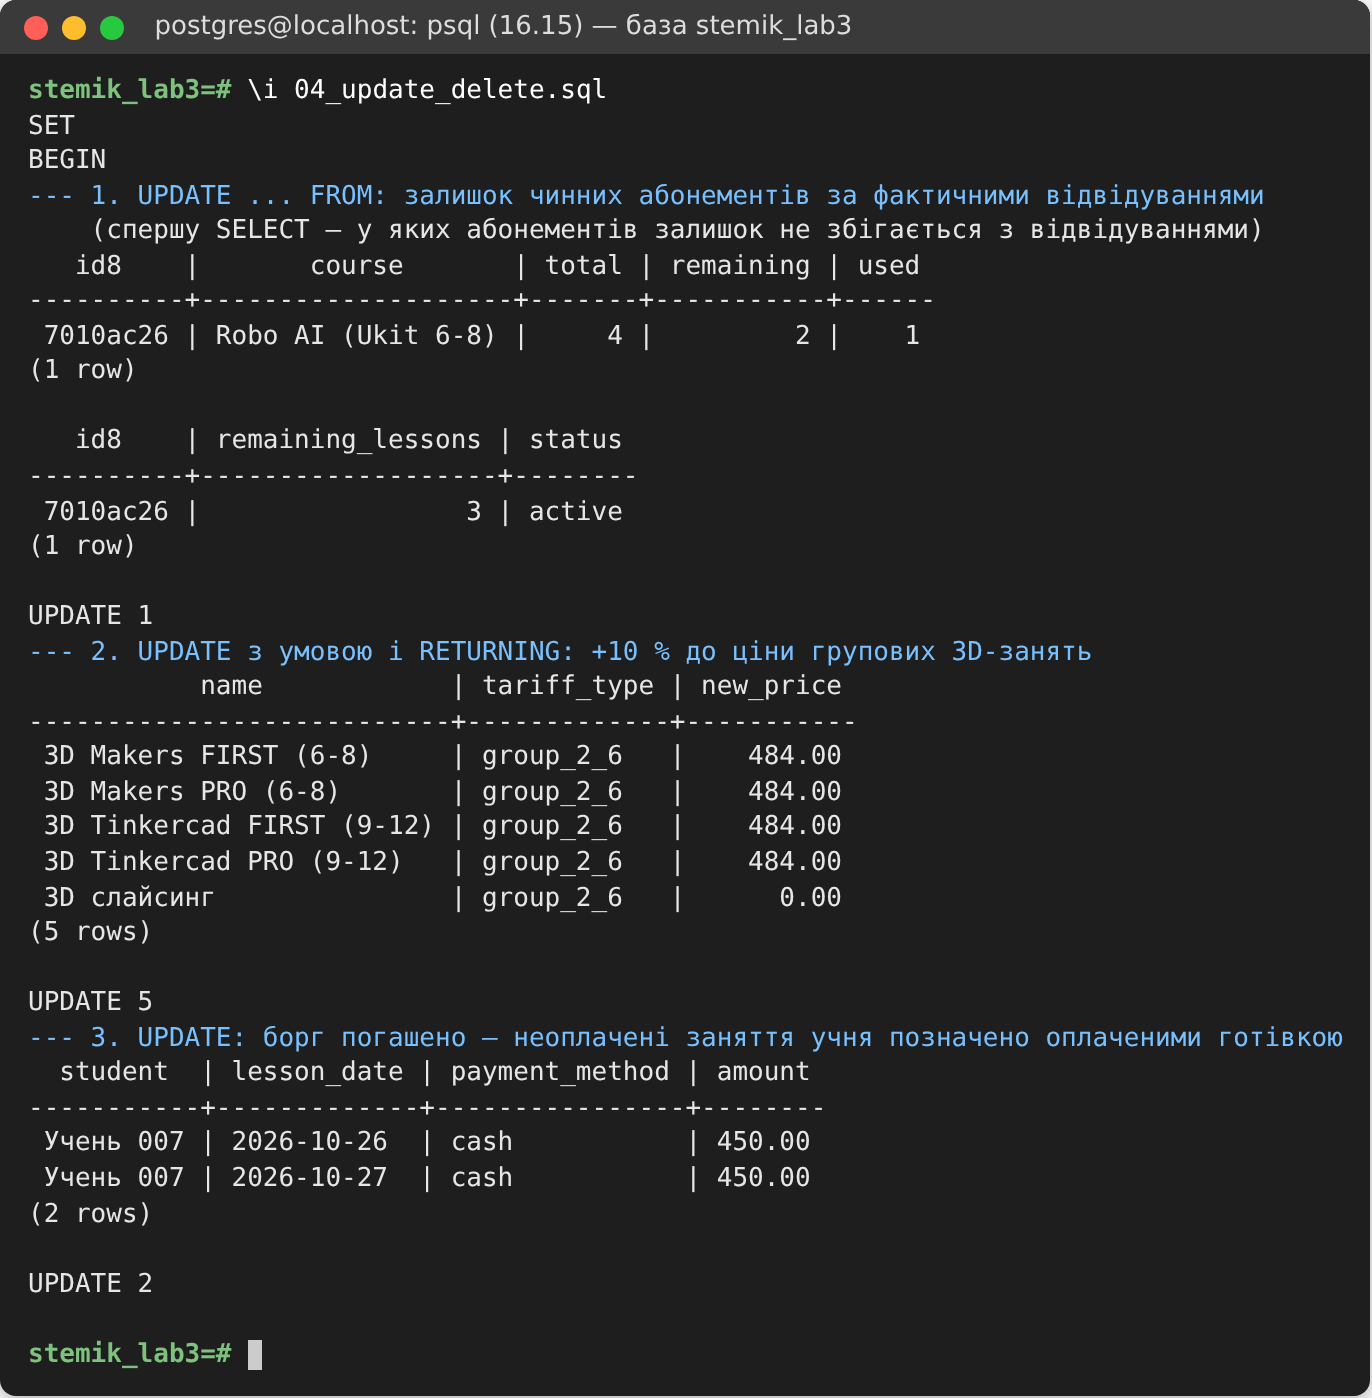 postgres@localhost: psql (16.15) — база stemik_lab3
stemik_lab3=# \i 04_update_delete.sql
SET
BEGIN
--- 1. UPDATE ... FROM: залишок чинних абонементів за фактичними відвідуваннями
    (спершу SELECT — у яких абонементів залишок не збігається з відвідуваннями)
   id8    |       course       | total | remaining | used
----------+--------------------+-------+-----------+------
 7010ac26 | Robo AI (Ukit 6-8) |     4 |         2 |    1
(1 row)

   id8    | remaining_lessons | status
----------+-------------------+--------
 7010ac26 |                 3 | active
(1 row)

UPDATE 1
--- 2. UPDATE з умовою і RETURNING: +10 % до ціни групових 3D-занять
           name            | tariff_type | new_price
---------------------------+-------------+-----------
 3D Makers FIRST (6-8)     | group_2_6   |    484.00
 3D Makers PRO (6-8)       | group_2_6   |    484.00
 3D Tinkercad FIRST (9-12) | group_2_6   |    484.00
 3D Tinkercad PRO (9-12)   | group_2_6   |    484.00
 3D слайсинг               | group_2_6   |      0.00
(5 rows)

UPDATE 5
--- 3. UPDATE: борг погашено — неоплачені заняття учня позначено оплаченими готівкою
  student  | lesson_date | payment_method | amount
-----------+-------------+----------------+--------
 Учень 007 | 2026-10-26  | cash           | 450.00
 Учень 007 | 2026-10-27  | cash           | 450.00
(2 rows)

UPDATE 2

stemik_lab3=#